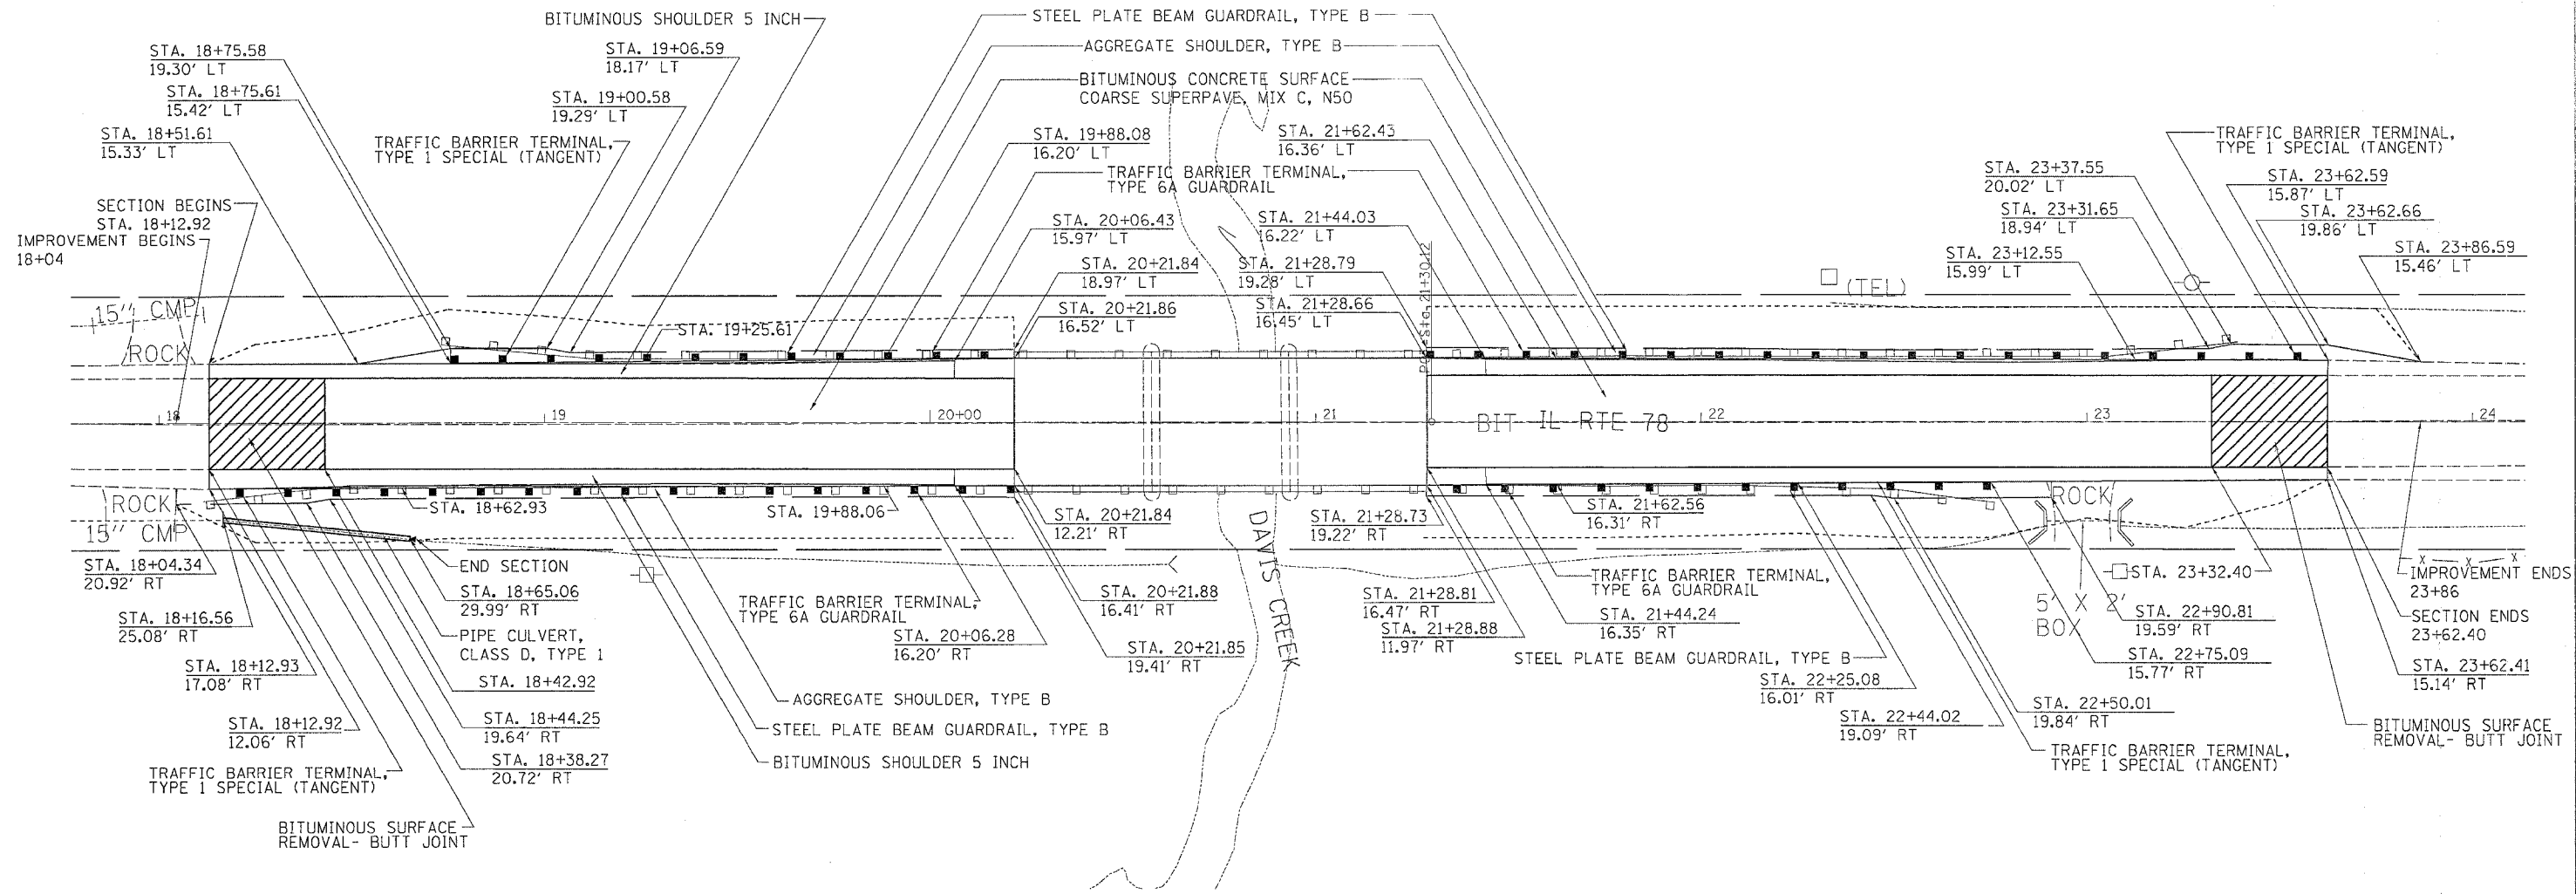 BITUMINOUS SHOULDER 5 INCH
STEEL PLATE BEAM GUARDRAIL, TYPE B
AGGREGATE SHOULDER, TYPE B
BITUMINOUS CONCRETE SURFACE
COARSE SUPERPAVE, MIX C, N50
STA. 18+75.58
19.30' LT
STA. 18+75.61
15.42' LT
STA. 18+51.61
15.33' LT
STA. 19+06.59
18.17' LT
STA. 19+00.58
19.29' LT
TRAFFIC BARRIER TERMINAL,
TYPE 1 SPECIAL (TANGENT)
SECTION BEGINS
STA. 18+12.92
IMPROVEMENT BEGINS
18+04
STA. 19+88.08
16.20' LT
STA. 21+62.43
16.36' LT
TRAFFIC BARRIER TERMINAL,
TYPE 6A GUARDRAIL
STA. 20+06.43
15.97' LT
STA. 21+44.03
16.22' LT
STA. 20+21.84
18.97' LT
STA. 21+28.79
19.28' LT
STA. 20+21.86
16.52' LT
STA. 21+28.66
16.45' LT
TRAFFIC BARRIER TERMINAL,
TYPE 1 SPECIAL (TANGENT)
STA. 23+37.55
20.02' LT
STA. 23+62.59
15.87' LT
STA. 23+31.65
18.94' LT
STA. 23+62.66
19.86' LT
STA. 23+12.55
15.99' LT
STA. 23+86.59
15.46' LT
(TEL)
15" CMP
ROCK
STA. 19+25.61
18
19
20+00
21
BIT IL RTE 78
22
23
24
ROCK
15" CMP
STA. 18+62.93
STA. 19+88.06
STA. 20+21.84
12.21' RT
STA. 21+28.73
19.22' RT
STA. 21+62.56
16.31' RT
ROCK
STA. 18+04.34
20.92' RT
END SECTION
STA. 18+65.06
29.99' RT
STA. 18+16.56
25.08' RT
PIPE CULVERT,
CLASS D, TYPE 1
STA. 18+12.93
17.08' RT
STA. 18+42.92
STA. 18+12.92
12.06' RT
STA. 18+44.25
19.64' RT
STA. 18+38.27
20.72' RT
TRAFFIC BARRIER TERMINAL,
TYPE 1 SPECIAL (TANGENT)
BITUMINOUS SURFACE
REMOVAL- BUTT JOINT
TRAFFIC BARRIER TERMINAL,
TYPE 6A GUARDRAIL
STA. 20+06.28
16.20' RT
STA. 20+21.88
16.41' RT
STA. 20+21.85
19.41' RT
AGGREGATE SHOULDER, TYPE B
STEEL PLATE BEAM GUARDRAIL, TYPE B
BITUMINOUS SHOULDER 5 INCH
DAVIS CREEK
STA. 21+28.81
16.47' RT
STA. 21+28.88
11.97' RT
TRAFFIC BARRIER TERMINAL,
TYPE 6A GUARDRAIL
STA. 21+44.24
16.35' RT
STEEL PLATE BEAM GUARDRAIL, TYPE B
STA. 22+25.08
16.01' RT
STA. 22+44.02
19.09' RT
STA. 22+50.01
19.84' RT
TRAFFIC BARRIER TERMINAL,
TYPE 1 SPECIAL (TANGENT)
STA. 23+32.40
5' X 2'
BOX
STA. 22+90.81
19.59' RT
STA. 22+75.09
15.77' RT
IMPROVEMENT ENDS
23+86
SECTION ENDS
23+62.40
STA. 23+62.41
15.14' RT
BITUMINOUS SURFACE
REMOVAL- BUTT JOINT